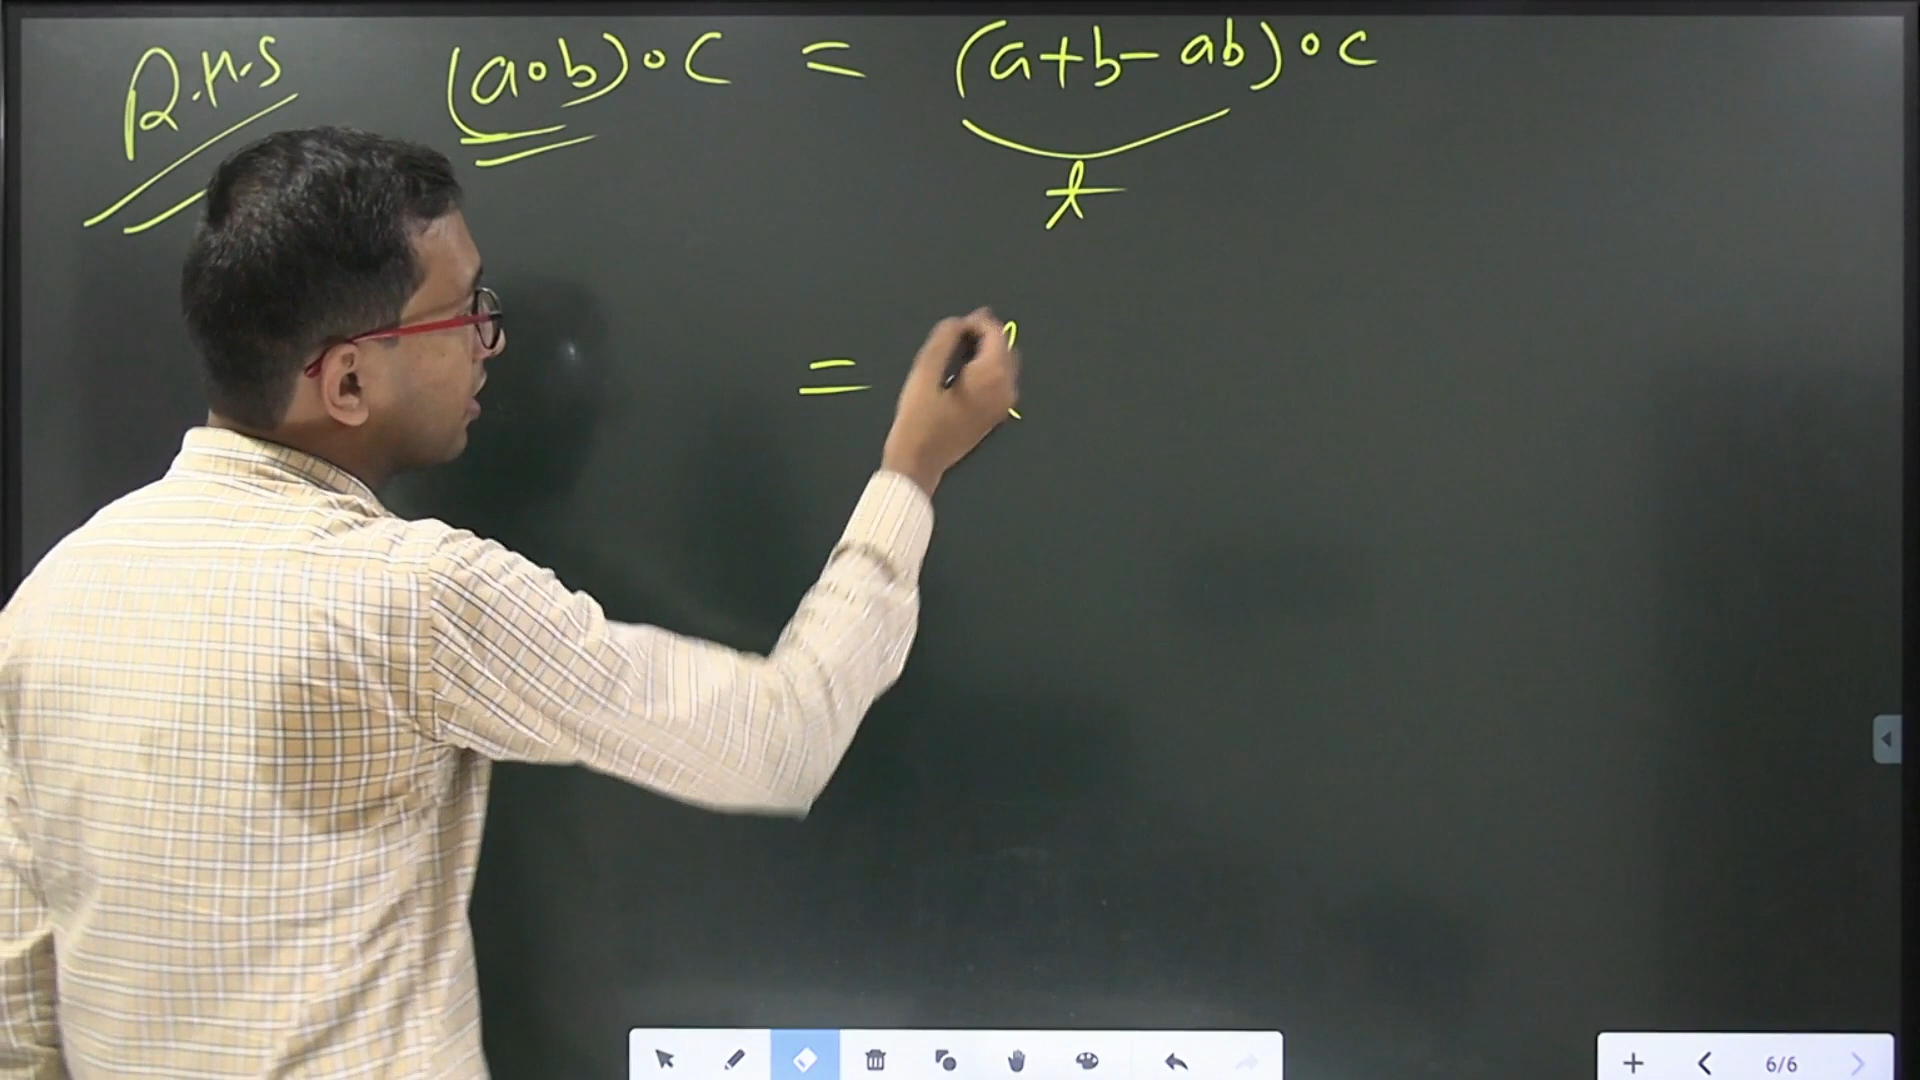 R.H.S (a∘b)∘c = (a+b-ab)∘c
t
=
6/6